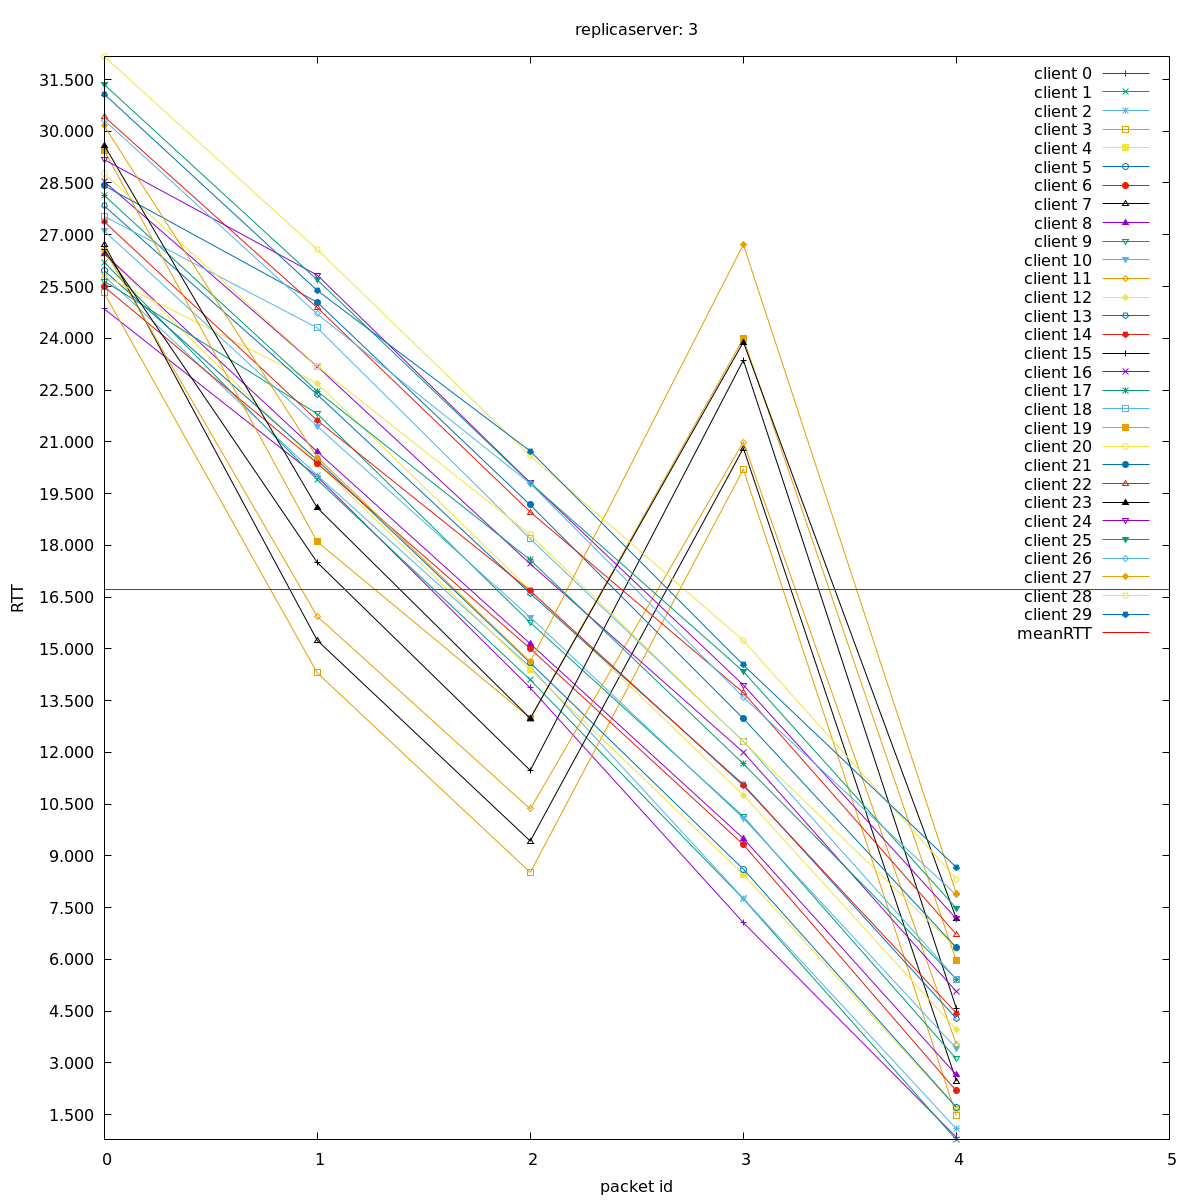 replicaserver: 3
31.500
30.000
28.500
27.000
25.500
24.000
22.500
21.000
19.500
18.000
16.500
15.000
13.500
12.000
10.500
9.000
7.500
6.000
4.500
3.000
1.500
RTT
0 1 2 3 4 5
packet id
client 0
client 1
client 2
client 3
client 4
client 5
client 6
client 7
client 8
client 9
client 10
client 11
client 12
client 13
client 14
client 15
client 16
client 17
client 18
client 19
client 20
client 21
client 22
client 23
client 24
client 25
client 26
client 27
client 28
client 29
meanRTT